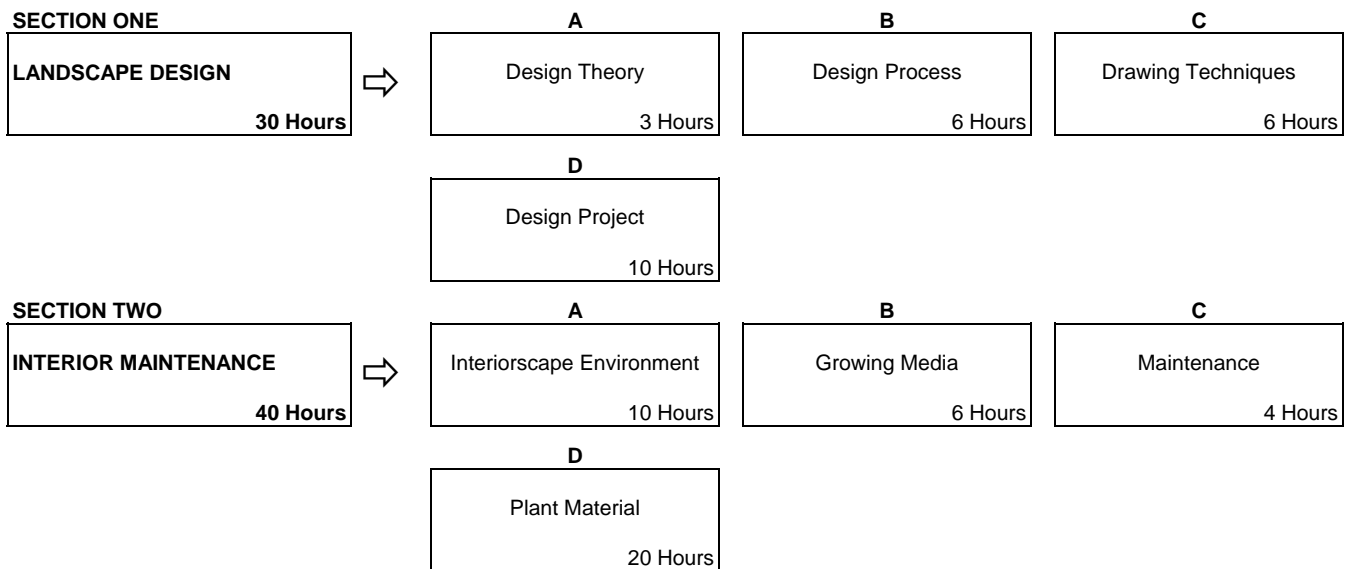 SECTION ONE
A
B
C
LANDSCAPE DESIGN
30 Hours
Design Theory
3 Hours
Design Process
6 Hours
Drawing Techniques
6 Hours
D
Design Project
10 Hours
SECTION TWO
A
B
C
INTERIOR MAINTENANCE
40 Hours
Interiorscape Environment
10 Hours
Growing Media
6 Hours
Maintenance
4 Hours
D
Plant Material
20 Hours